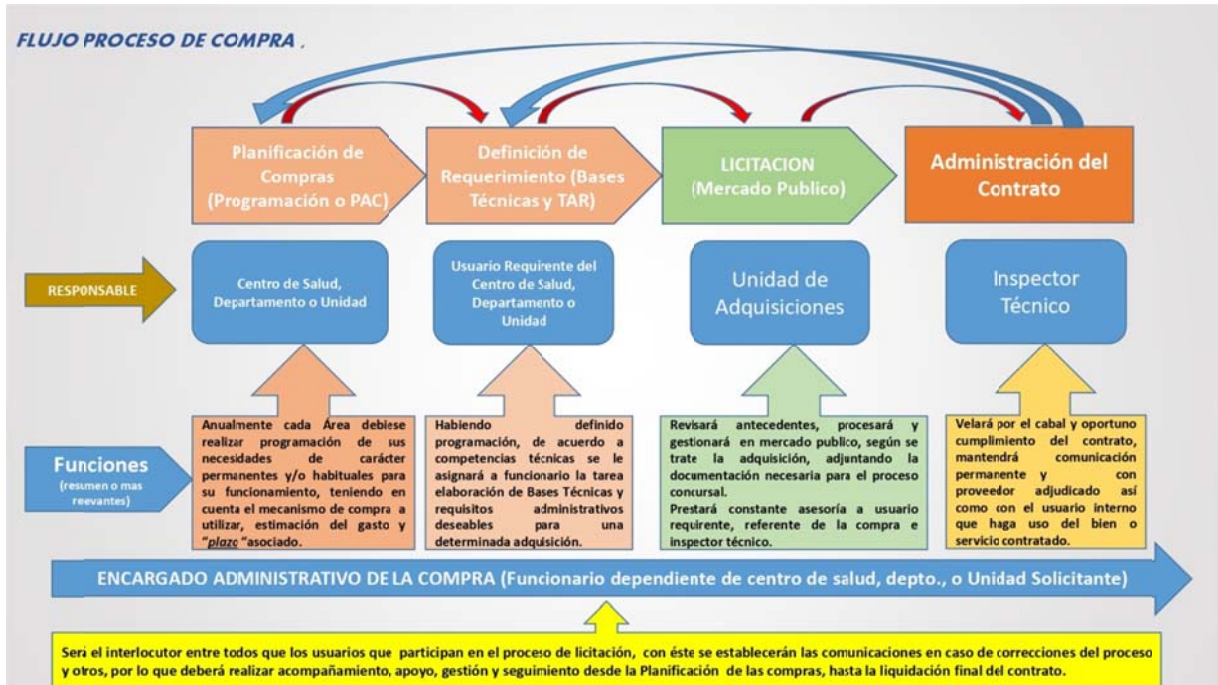 FLUJO PROCESO DE COMPRA .
Planificación de
Compras
(Programación o PAC)
Definición de
Requerimiento (Bases
Técnicas y TAR)
LICITACION
(Mercado Publico)
Administración del
Contrato
RESPONSABLE
Centro de Salud,
Departamento o Unidad
Usuario Requirente del
Centro de Salud,
Departamento o
Unidad
Unidad de
Adquisiciones
Inspector
Técnico
Funciones
(resumen o mas
reevantes)
Anualmente cada Área debiese
realizar programación de sus
necesidades de carácter
permanentes y/o habituales para
su funcionamiento, teniendo en
cuenta el mecanismo de compra a
utilizar, estimación del gasto y
"plazo "asociado.
Habiendo definido
programación, de acuerdo a
competencias técnicas se le
asignará a funcionario la tarea
elaboración de Bases Técnicas y
requisitos administrativos
deseables para una
determinada adquisición.
Revisará antecedentes, procesará y
gestionará en mercado publico, según se
trate la adquisición, adjuntando la
documentación necesaria para el proceso
concursal.
Prestará constante asesoría a usuario
requirente, referente de la compra e
inspector técnico.
Velará por el cabal y oportuno
cumplimiento del contrato,
mantendrá comunicación
permanente y con
proveedor adjudicado así
como con el usuario interno
que haga uso del bien o
servicio contratado.
ENCARGADO ADMINISTRATIVO DE LA COMPRA (Funcionario dependiente de centro de salud, depto., o Unidad Solicitante)
Será el interlocutor entre todos que los usuarios que participan en el proceso de licitación, con éste se establecerán las comunicaciones en caso de correcciones del proceso
y otros, por lo que deberá realizar acompañamiento, apoyo, gestión y seguimiento desde la Planificación de las compras, hasta la liquidación final del contrato.